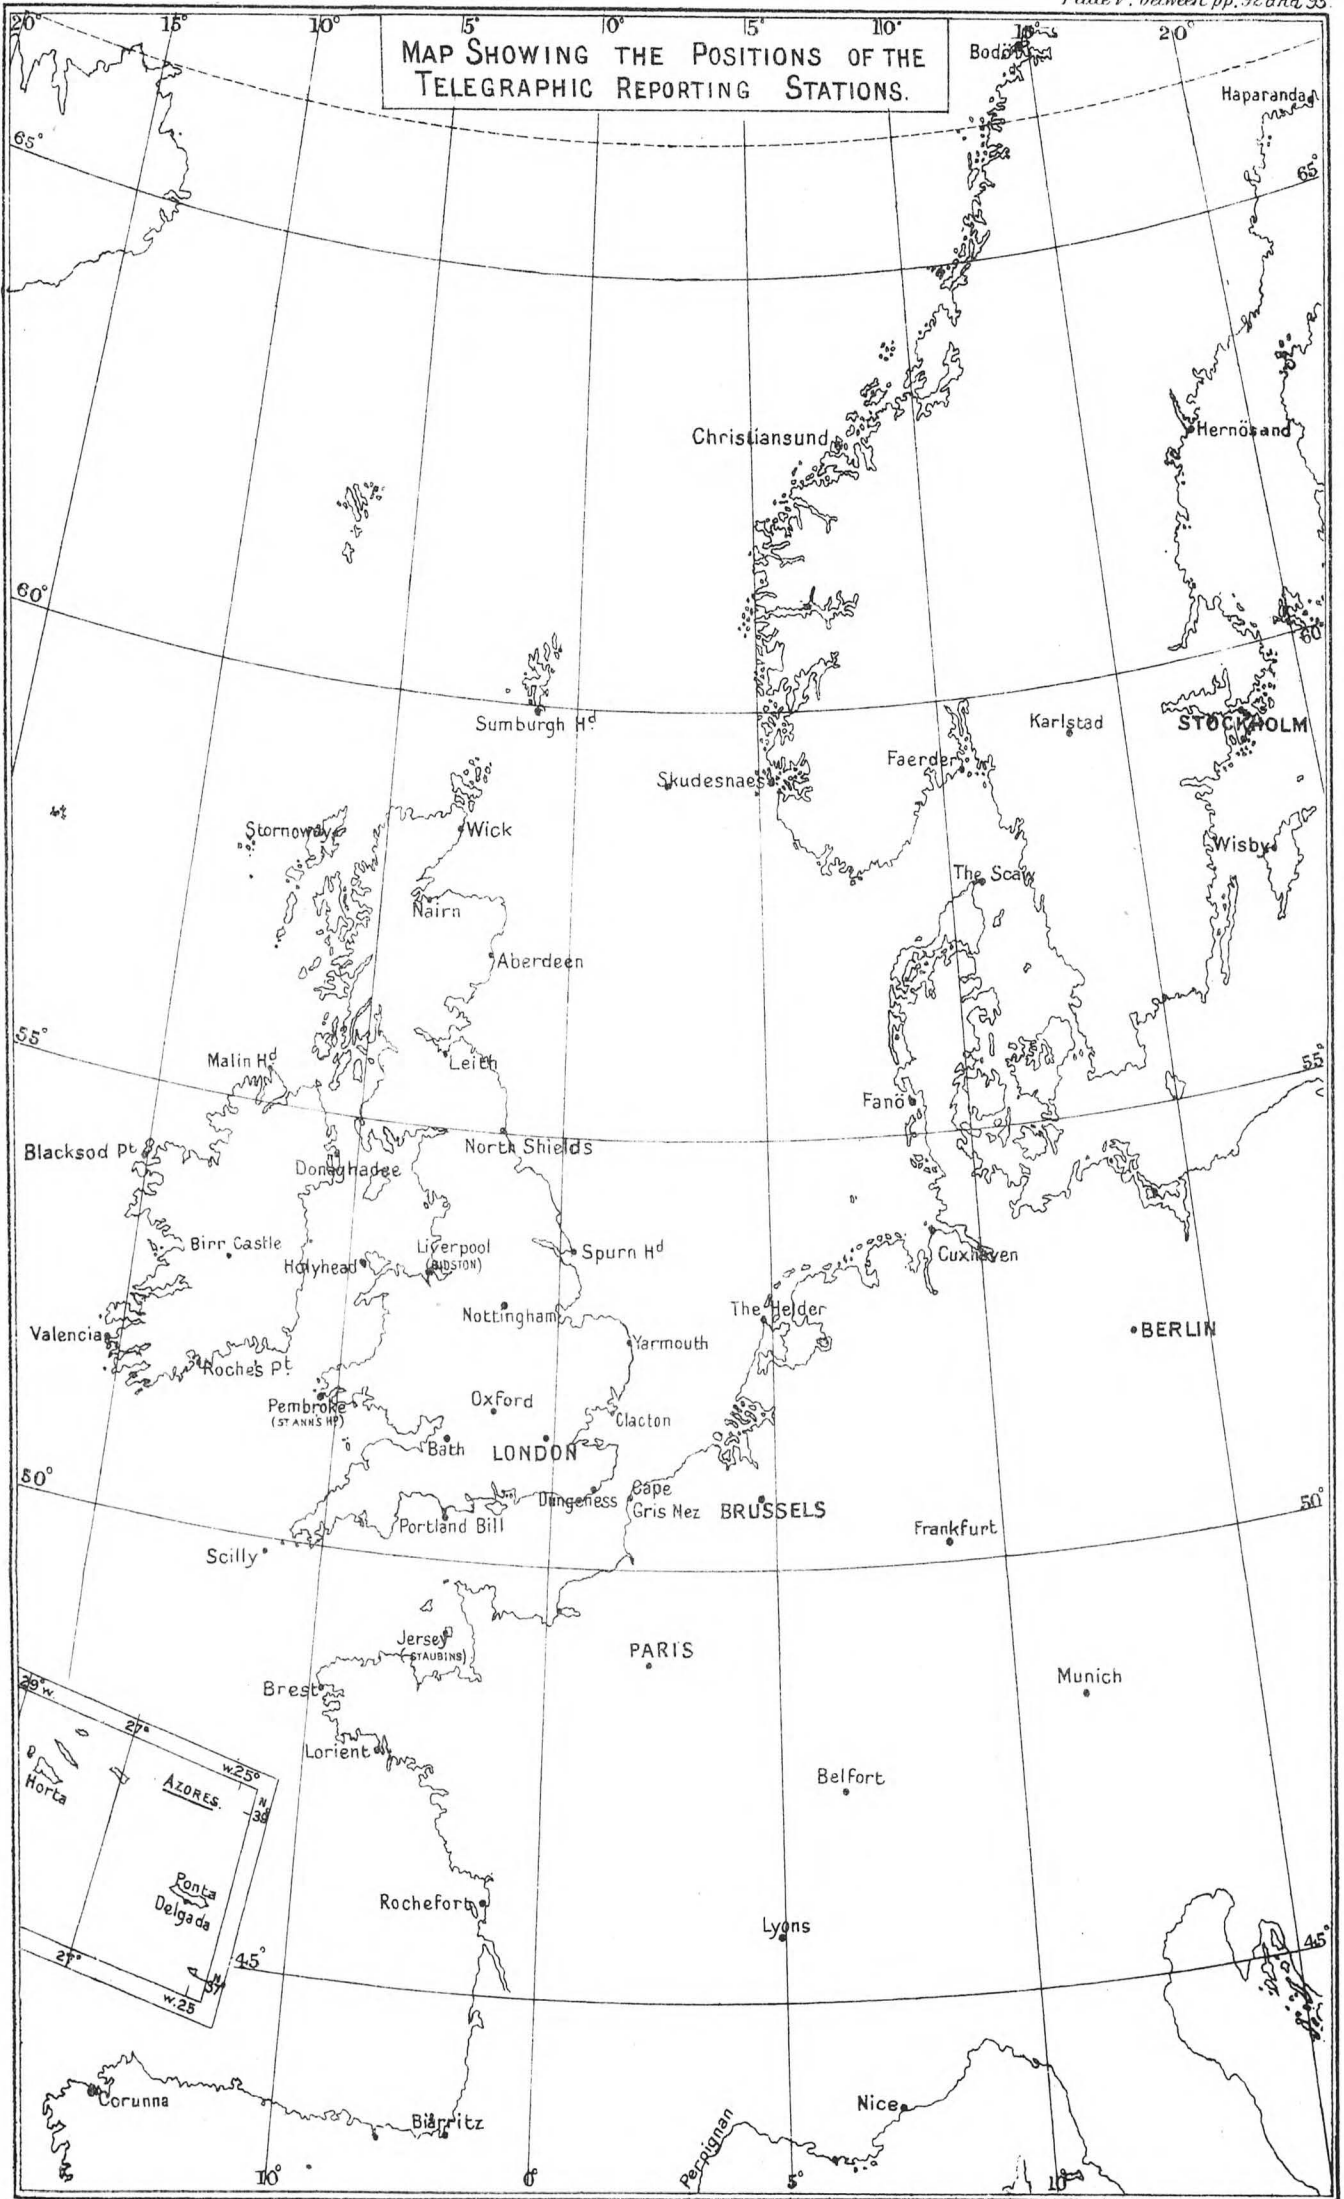 Plate V. between pp. 92 and 93.
20° 15° 10° 5° 0° 5° 10° 15° 20°
MAP SHOWING THE POSITIONS OF THE
TELEGRAPHIC REPORTING STATIONS.
Bodö
Haparanda
65°
65°
Christiansund
Hernösand
60°
60°
Sumburgh Hd.
Karlstad
STOCKHOLM
Faerder
Skudesnaes
Stornoway
Wick
Wisby
The Scaw
Nairn
Aberdeen
55°
Malin Hd
Leith
55°
Fanö
Blacksod Pt.
North Shields
Donaghadee
Birr Castle
Liverpool
(BIDSTON)
Spurn Hd
Holyhead
Cuxhaven
Nottingham
The Helder
Valencia
Yarmouth
BERLIN
Roche's Pt.
Pembroke
(ST ANN'S HD)
Oxford
Clacton
Bath
LONDON
50°
Dungeness
Cape
Gris Nez
BRUSSELS
50°
Portland Bill
Frankfurt
Scilly
Jersey
(ST AUBINS)
PARIS
Brest
Munich
29° W.
27°
Lorient
W. 25°
Horta
AZORES.
Belfort
N.
39
Ponta
Delgada
Rochefort
Lyons
27°
45°
45°
N.
37
W. 25
Corunna
Biarritz
Nice
Perpignan
10° 0° 5° 10°